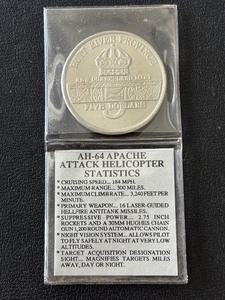 HUTT RIVER PROVINCE
FIVE DOLLARS
AH-64 APACHE
ATTACK HELICOPTER
STATISTICS
* CRUISING SPEED... 184 MPH.
* MAXIMUM RANGE... 300 MILES.
* MAXIMUM CLIMB RATE... 3,240 FEET PER
MINUTE.
* PRIMARY WEAPON... 16 LASER-GUIDED
HELLFIRE ANTITANK MISSILES.
* SUPPRESSIVE POWER... 2.75 INCH
ROCKETS AND A 30MM HUGHES CHAIN
GUN 1,200 ROUND AUTOMATIC CANNON.
* NIGHT VISION SYSTEM... ALLOWS PILOT
TO FLY SAFELY AT NIGHT AT VERY LOW
ALTITUDES.
* TARGET ACQUISITION DESIGNATION
SIGHT... MAGNIFIES TARGETS MILES
AWAY, DAY OR NIGHT.